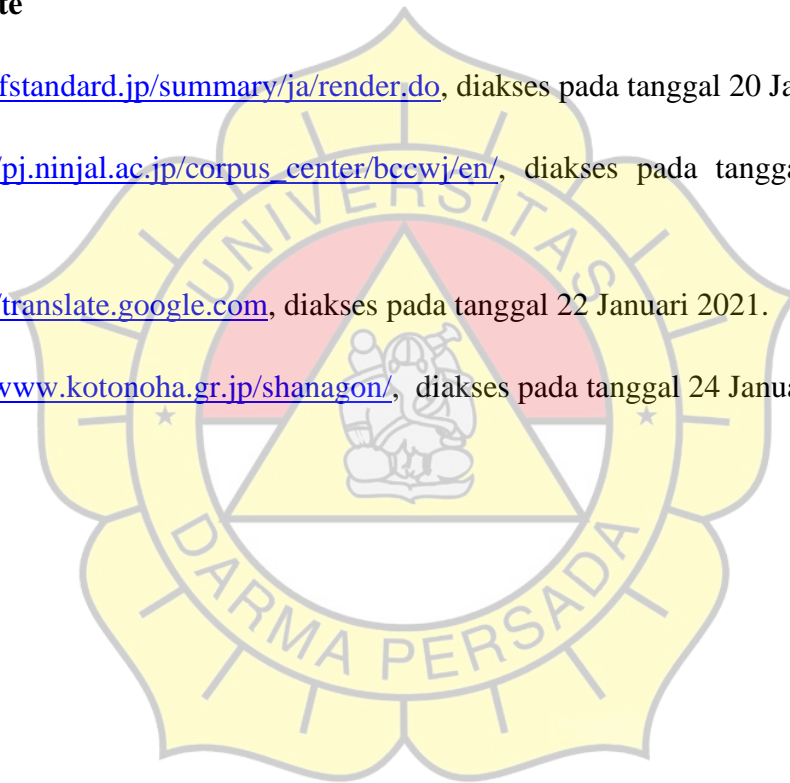 te
fstandard.jp/summary/ja/render.do, diakses pada tanggal 20 Ja
/pj.ninjal.ac.jp/corpus_center/bccwj/en/, diakses pada tangga
/translate.google.com, diakses pada tanggal 22 Januari 2021.
www.kotonoha.gr.jp/shanagon/, diakses pada tanggal 24 Janua
UNIVERSITAS
DARMA PERSADA